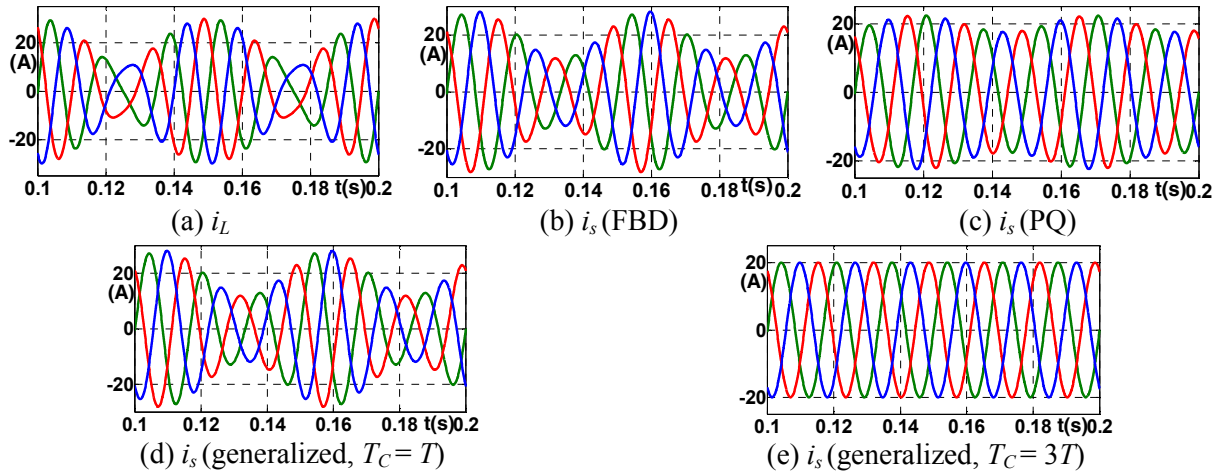 20
(A)
0
-20
0.1 0.12 0.14 0.16 0.18 t(s) 0.2
(a) i_L
20
(A)
0
-20
0.1 0.12 0.14 0.16 0.18 t(s) 0.2
(b) i_s (FBD)
20
(A)
0
-20
0.1 0.12 0.14 0.16 0.18 t(s) 0.2
(c) i_s (PQ)
20
(A)
0
-20
0.1 0.12 0.14 0.16 0.18 t(s) 0.2
(d) i_s (generalized, T_C = T)
20
(A)
0
-20
0.1 0.12 0.14 0.16 0.18 t(s) 0.2
(e) i_s (generalized, T_C = 3T)